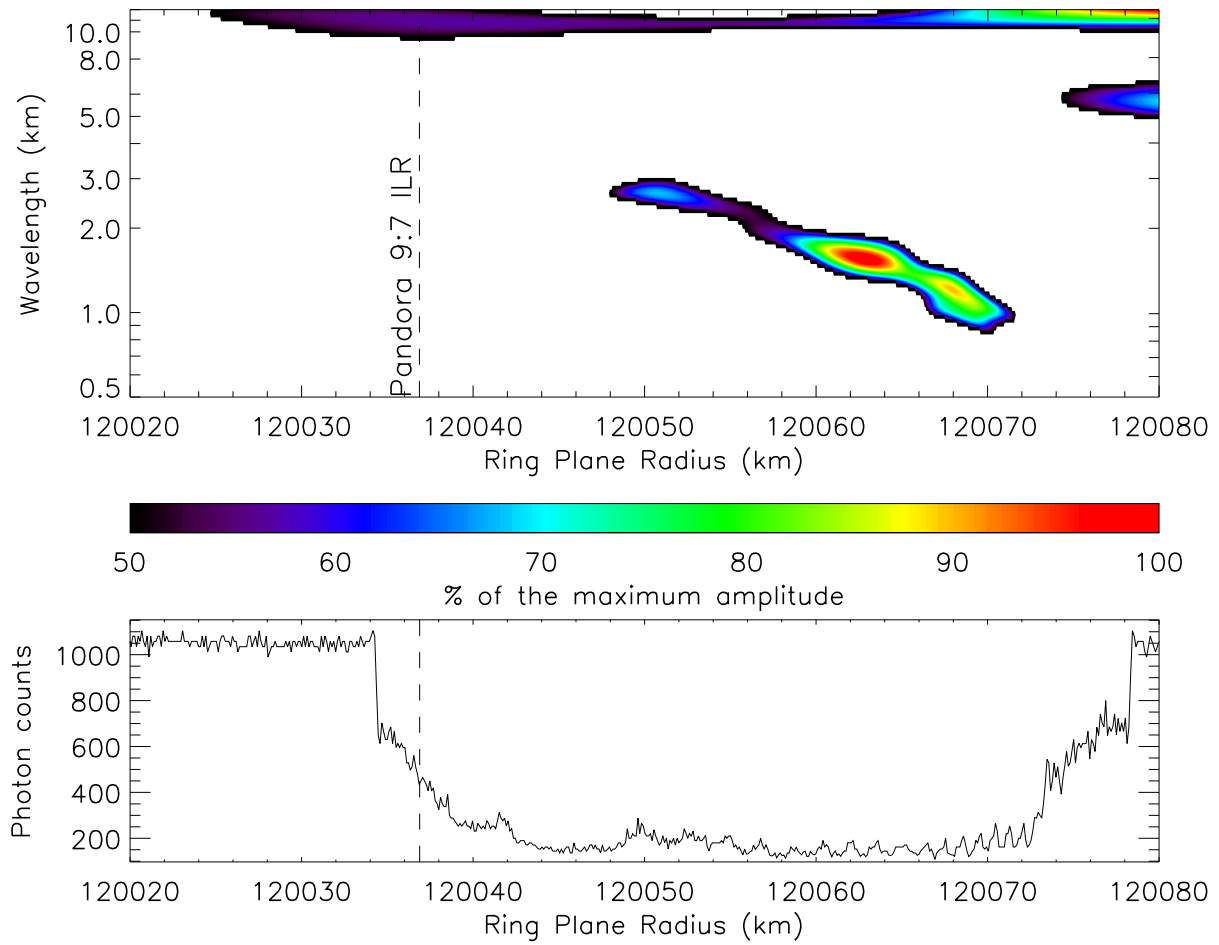 10.0
8.0
5.0
3.0
2.0
1.0
0.5
Wavelength (km)
Pandora 9:7 ILR
120020 120030 120040 120050 120060 120070 120080
Ring Plane Radius (km)
50 60 70 80 90 100
% of the maximum amplitude
1000
800
600
400
200
Photon counts
120020 120030 120040 120050 120060 120070 120080
Ring Plane Radius (km)